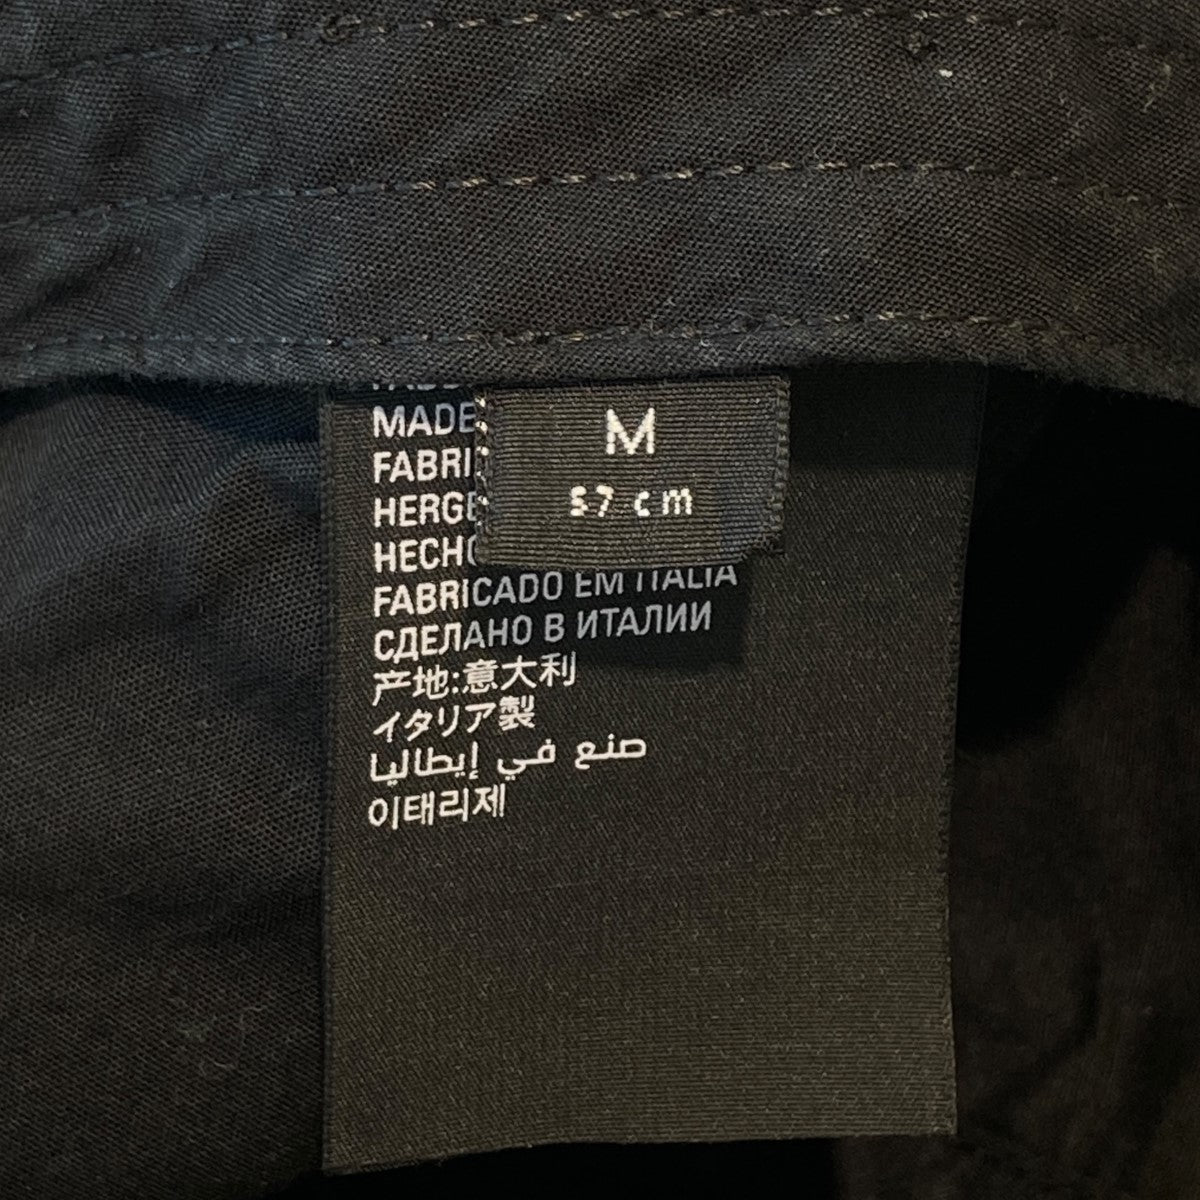 M
57 cm
MADE
FABRI
HERGE
HECHO
FABRICADO EM ITALIA
СДЕЛАНО В ИТАЛИИ
产地:意大利
イタリア製
صنع في إيطاليا
이태리제